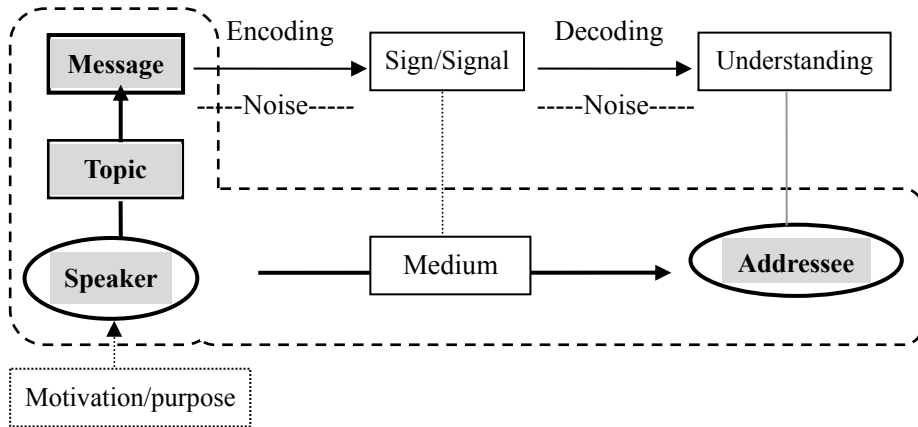 Encoding
Decoding
Message
Sign/Signal
Understanding
-----Noise-----
-----Noise-----
Topic
Speaker
Medium
Addressee
Motivation/purpose